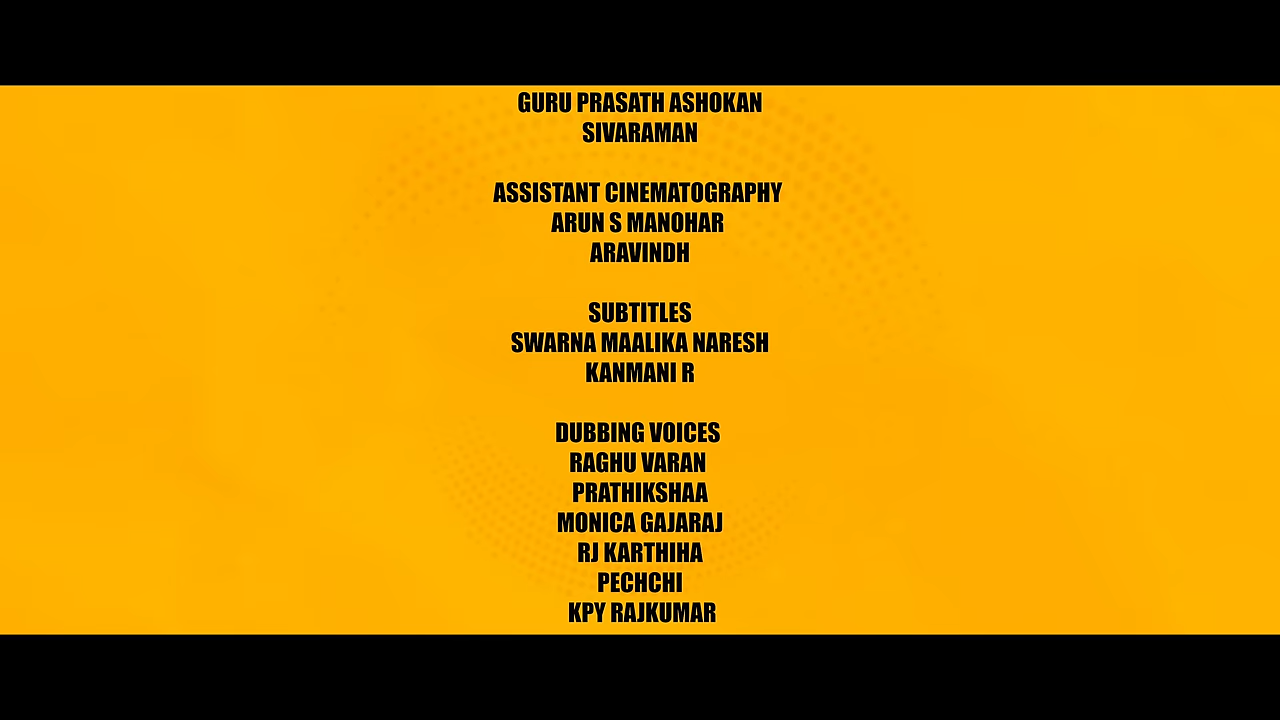 GURU PRASATH ASHOKAN
SIVARAMAN
ASSISTANT CINEMATOGRAPHY
ARUN S MANOHAR
ARAVINDH
SUBTITLES
SWARNA MAALIKA NARESH
KANMANI R
DUBBING VOICES
RAGHU VARAN
PRATHIKSHAA
MONICA GAJARAJ
RJ KARTHIHA
PECHCHI
KPY RAJKUMAR